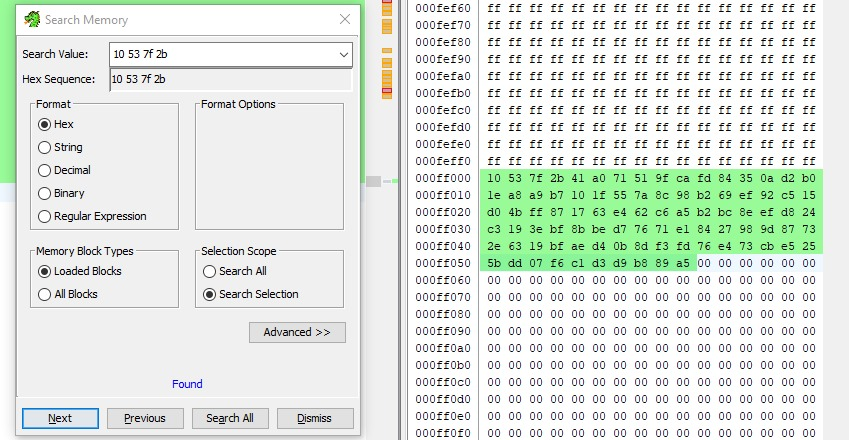 Search Memory
Search Value: 10 53 7f 2b
Hex Sequence: 10 53 7f 2b
Format
Hex
String
Decimal
Binary
Regular Expression
Format Options
Memory Block Types
Loaded Blocks
All Blocks
Selection Scope
Search All
Search Selection
Advanced >>
Found
Next Previous Search All Dismiss
000fef60 ff ff ff ff ff ff ff ff ff ff ff ff ff ff ff ff
000fef70 ff ff ff ff ff ff ff ff ff ff ff ff ff ff ff ff
000fef80 ff ff ff ff ff ff ff ff ff ff ff ff ff ff ff ff
000fef90 ff ff ff ff ff ff ff ff ff ff ff ff ff ff ff ff
000fefa0 ff ff ff ff ff ff ff ff ff ff ff ff ff ff ff ff
000fefb0 ff ff ff ff ff ff ff ff ff ff ff ff ff ff ff ff
000fefc0 ff ff ff ff ff ff ff ff ff ff ff ff ff ff ff ff
000fefd0 ff ff ff ff ff ff ff ff ff ff ff ff ff ff ff ff
000fefe0 ff ff ff ff ff ff ff ff ff ff ff ff ff ff ff ff
000feff0 ff ff ff ff ff ff ff ff ff ff ff ff ff ff ff ff
000ff000 10 53 7f 2b 41 a0 71 51 9f ca fd 84 35 0a d2 b0
000ff010 1e a8 a9 b7 10 1f 55 7a 8c 98 b2 69 ef 92 c5 15
000ff020 d0 4b ff 87 17 63 e4 62 c6 a5 b2 bc 8e ef d8 24
000ff030 c3 19 3e bf 8b be d7 76 71 e1 84 27 98 9d 87 73
000ff040 2e 63 19 bf ae d4 0b 8d f3 fd 76 e4 73 cb e5 25
000ff050 5b dd 07 f6 c1 d3 d9 b8 89 a5 00 00 00 00 00 00
000ff060 00 00 00 00 00 00 00 00 00 00 00 00 00 00 00 00
000ff070 00 00 00 00 00 00 00 00 00 00 00 00 00 00 00 00
000ff080 00 00 00 00 00 00 00 00 00 00 00 00 00 00 00 00
000ff090 00 00 00 00 00 00 00 00 00 00 00 00 00 00 00 00
000ff0a0 00 00 00 00 00 00 00 00 00 00 00 00 00 00 00 00
000ff0b0 00 00 00 00 00 00 00 00 00 00 00 00 00 00 00 00
000ff0c0 00 00 00 00 00 00 00 00 00 00 00 00 00 00 00 00
000ff0d0 00 00 00 00 00 00 00 00 00 00 00 00 00 00 00 00
000ff0e0 00 00 00 00 00 00 00 00 00 00 00 00 00 00 00 00
000ff0f0 00 00 00 00 00 00 00 00 00 00 00 00 00 00 00 00